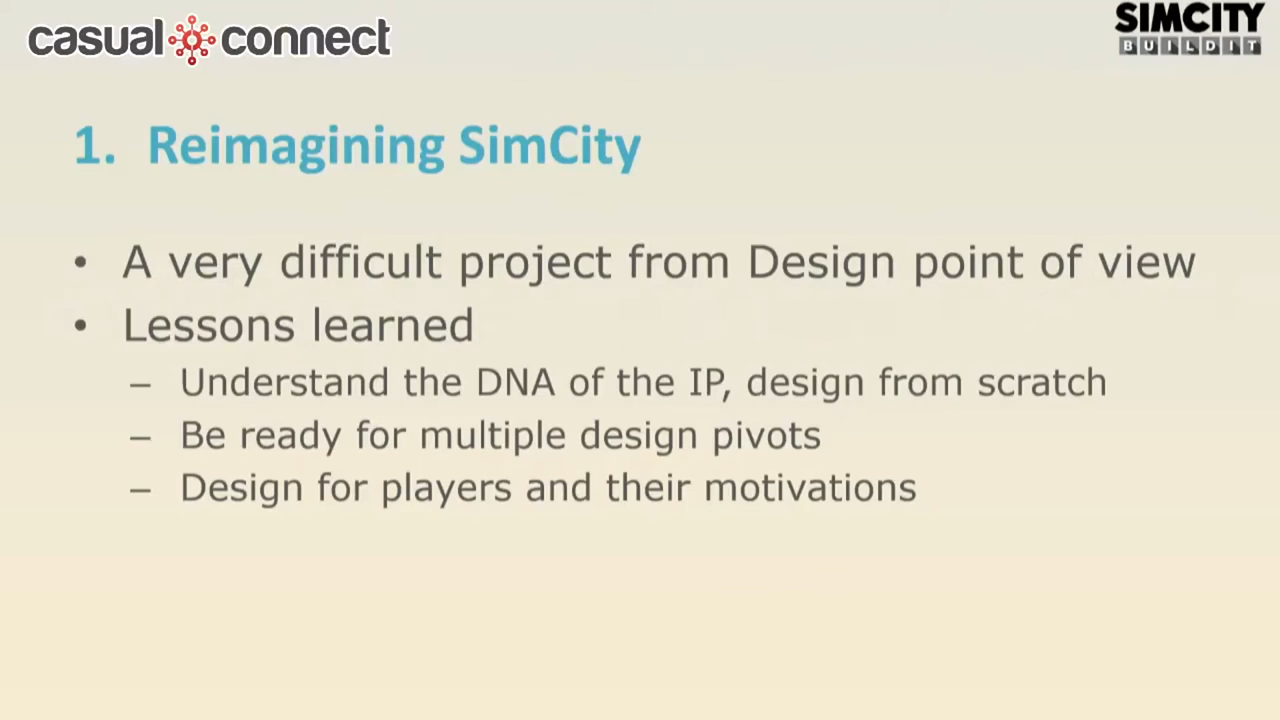 casual connect
SIMCITY
BUILDIT
1. Reimagining SimCity
• A very difficult project from Design point of view
• Lessons learned
– Understand the DNA of the IP, design from scratch
– Be ready for multiple design pivots
– Design for players and their motivations